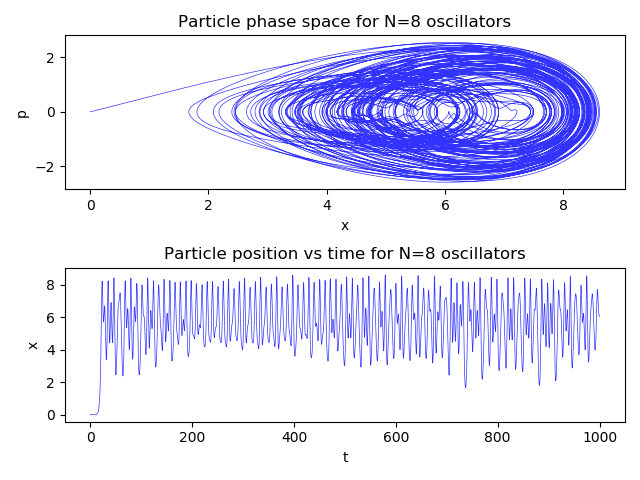 Particle phase space for N=8 oscillators
2
0
−2
p
0 2 4 6 8
x
Particle position vs time for N=8 oscillators
8
6
4
2
0
x
0 200 400 600 800 1000
t